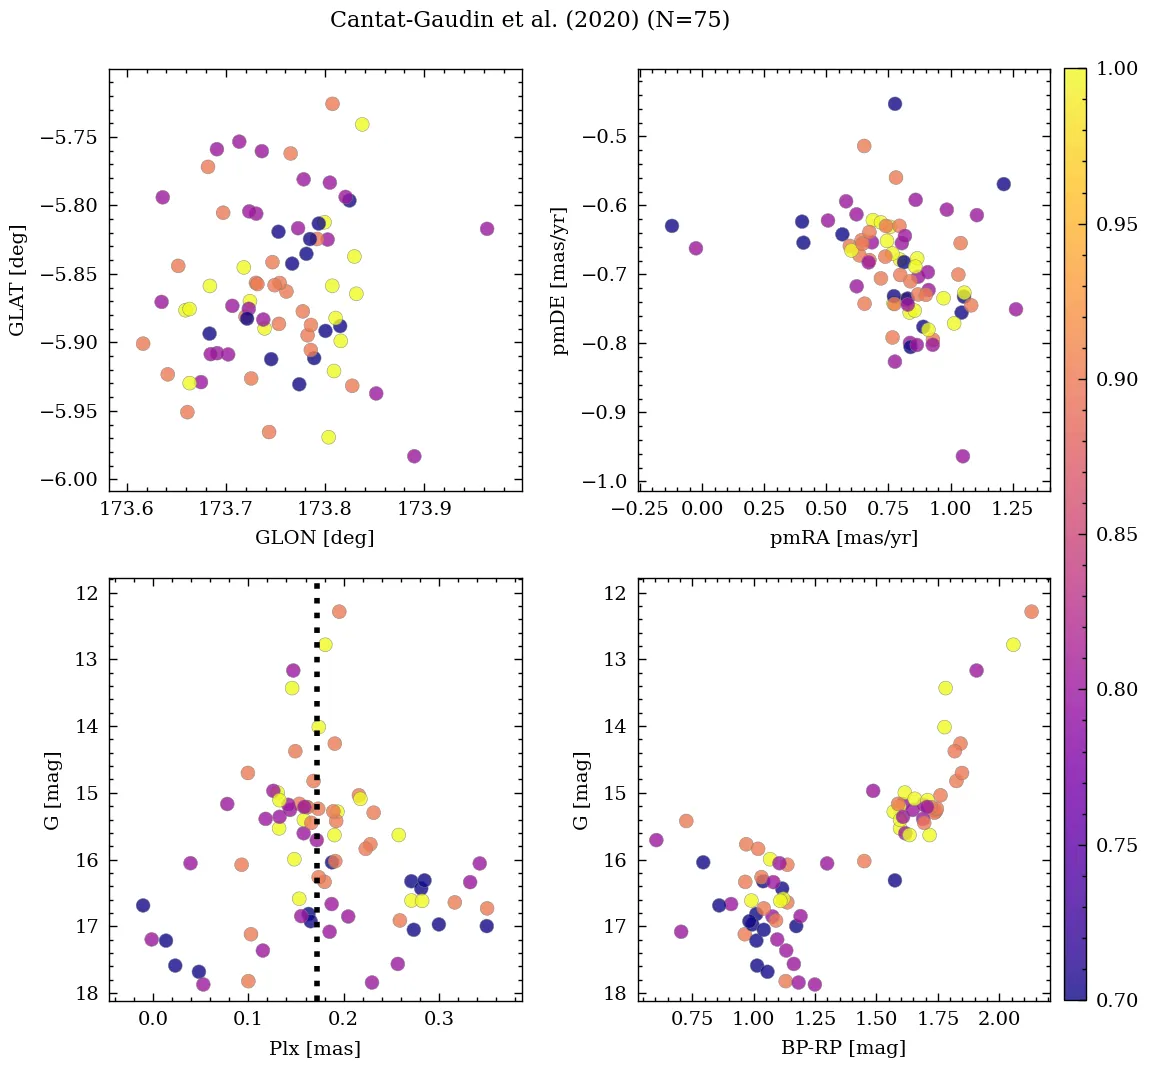 Cantat-Gaudin et al. (2020) (N=75)
−5.75
−5.80
−5.85
−5.90
−5.95
−6.00
GLAT [deg]
173.6 173.7 173.8 173.9
GLON [deg]
−0.5
−0.6
−0.7
−0.8
−0.9
−1.0
pmDE [mas/yr]
−0.25 0.00 0.25 0.50 0.75 1.00 1.25
pmRA [mas/yr]
12
13
14
15
16
17
18
G [mag]
0.0 0.1 0.2 0.3
Plx [mas]
12
13
14
15
16
17
18
G [mag]
0.75 1.00 1.25 1.50 1.75 2.00
BP-RP [mag]
1.00
0.95
0.90
0.85
0.80
0.75
0.70